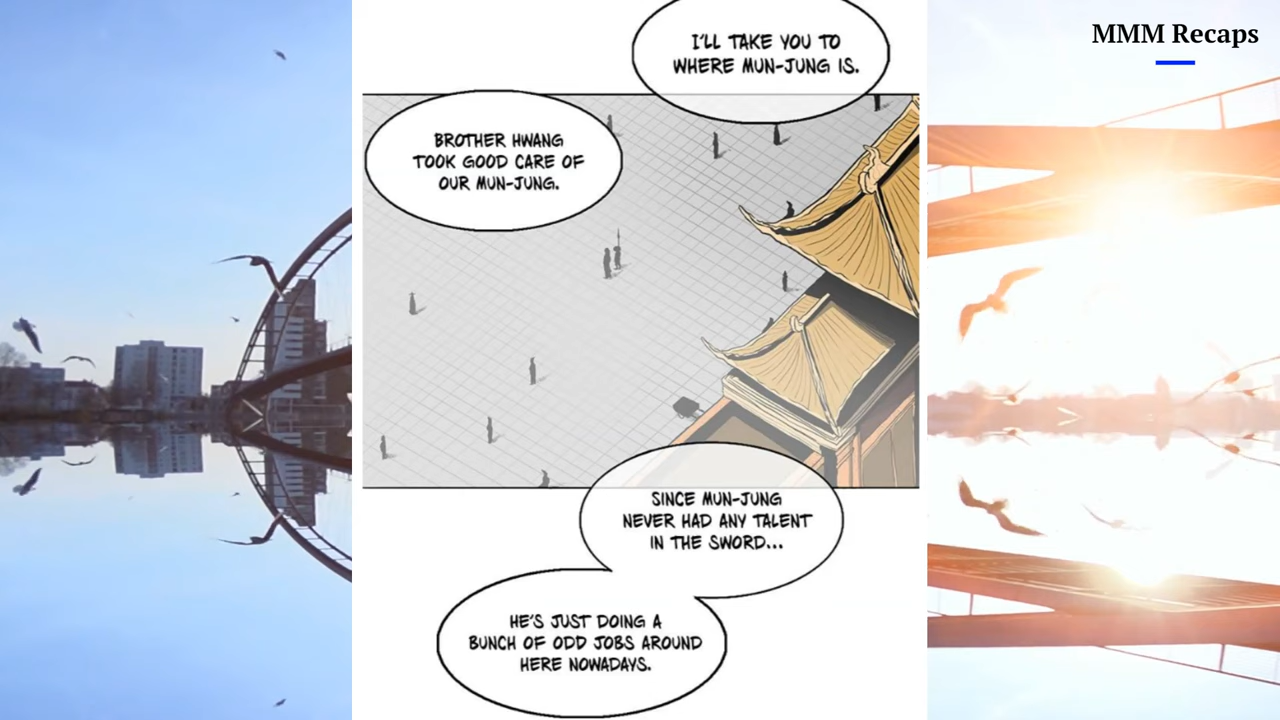 MMM Recaps
I'LL TAKE YOU TO
WHERE MUN-JUNG IS.
BROTHER HWANG
TOOK GOOD CARE OF
OUR MUN-JUNG.
SINCE MUN-JUNG
NEVER HAD ANY TALENT
IN THE SWORD...
HE'S JUST DOING A
BUNCH OF ODD JOBS AROUND
HERE NOWADAYS.